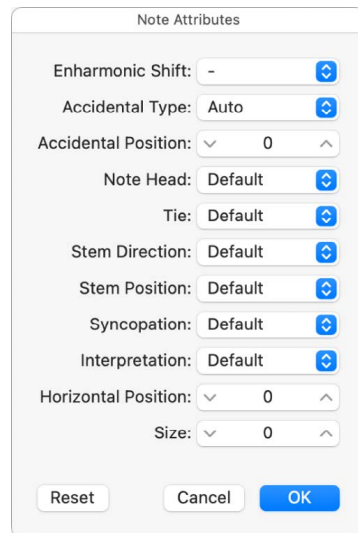 Note Attributes
Enharmonic Shift: -
Accidental Type: Auto
Accidental Position: 0
Note Head: Default
Tie: Default
Stem Direction: Default
Stem Position: Default
Syncopation: Default
Interpretation: Default
Horizontal Position: 0
Size: 0
Reset Cancel OK